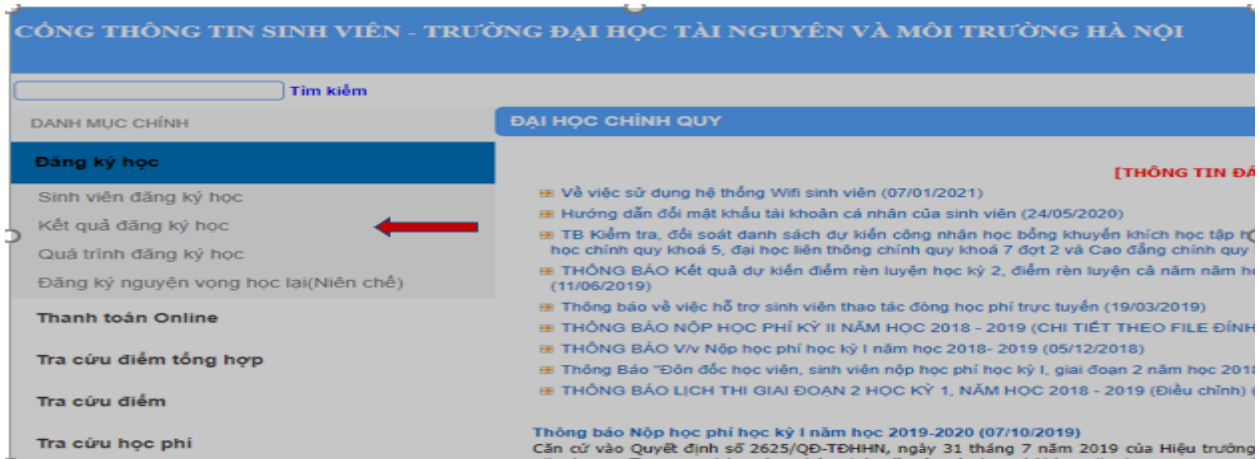 CỔNG THÔNG TIN SINH VIÊN - TRƯỜNG ĐẠI HỌC TÀI NGUYÊN VÀ MÔI TRƯỜNG HÀ NỘI
Tìm kiếm
DANH MỤC CHÍNH
Đăng ký học
Sinh viên đăng ký học
Kết quả đăng ký học
Quá trình đăng ký học
Đăng ký nguyện vọng học lại(Niên chế)
Thanh toán Online
Tra cứu điểm tổng hợp
Tra cứu điểm
Tra cứu học phí
ĐẠI HỌC CHÍNH QUY
[THÔNG TIN
Về việc sử dụng hệ thống Wifi sinh viên (07/01/2021)
Hướng dẫn đổi mật khẩu tài khoản cá nhân của sinh viên (24/05/2020)
TB Kiểm tra, đối soát danh sách dự kiến công nhận học bổng khuyến khích học tập
học chính quy khoá 5, đại học liên thông chính quy khoá 7 đợt 2 và Cao đẳng chính quy
THÔNG BÁO Kết quả dự kiến điểm rèn luyện học kỳ 2, điểm rèn luyện cả năm năm
(11/06/2019)
Thông báo về việc hỗ trợ sinh viên thao tác đóng học phí trực tuyến (19/03/2019)
THÔNG BÁO NỘP HỌC PHÍ KỲ II NĂM HỌC 2018 - 2019 (CHI TIẾT THEO FILE ĐÍNH
THÔNG BÁO V/v Nộp học phí học kỳ I năm học 2018- 2019 (05/12/2018)
Thông Báo "Đôn đốc học viên, sinh viên nộp học phí học kỳ I, giai đoạn 2 năm học 2018
THÔNG BÁO LỊCH THI GIAI ĐOẠN 2 HỌC KỲ 1, NĂM HỌC 2018 - 2019 (Điều chỉnh) (
Thông báo Nộp học phí học kỳ I năm học 2019-2020 (07/10/2019)
Căn cứ vào Quyết định số 2625/QĐ-TĐHHN, ngày 31 tháng 7 năm 2019 của Hiệu trưởng